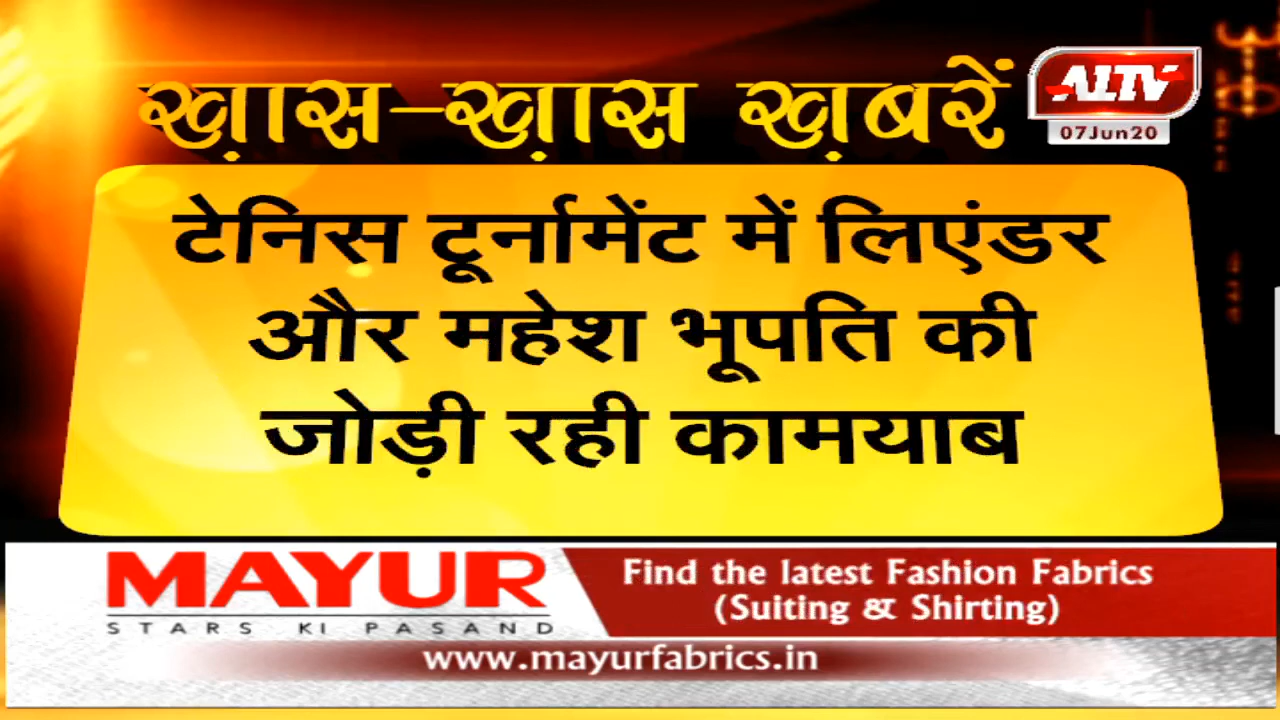 ख़ास-ख़ास ख़बरें
ALTV
07Jun20
टेनिस टूर्नामेंट में लिएंडर
और महेश भूपति की
जोड़ी रही कामयाब
MAYUR
STARS KI PASAND
Find the latest Fashion Fabrics
(Suiting & Shirting)
www.mayurfabrics.in